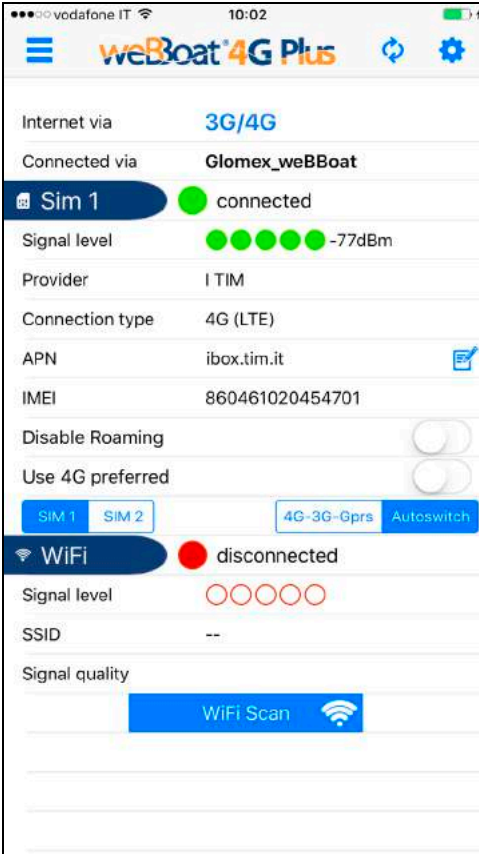 vodafone IT 10:02
weBBoat 4G Plus
Internet via 3G/4G
Connected via Glomex_weBBoat
Sim 1 connected
Signal level -77dBm
Provider I TIM
Connection type 4G (LTE)
APN ibox.tim.it
IMEI 860461020454701
Disable Roaming
Use 4G preferred
SIM 1 SIM 2 4G-3G-Gprs Autoswitch
WiFi disconnected
Signal level
SSID --
Signal quality
WiFi Scan